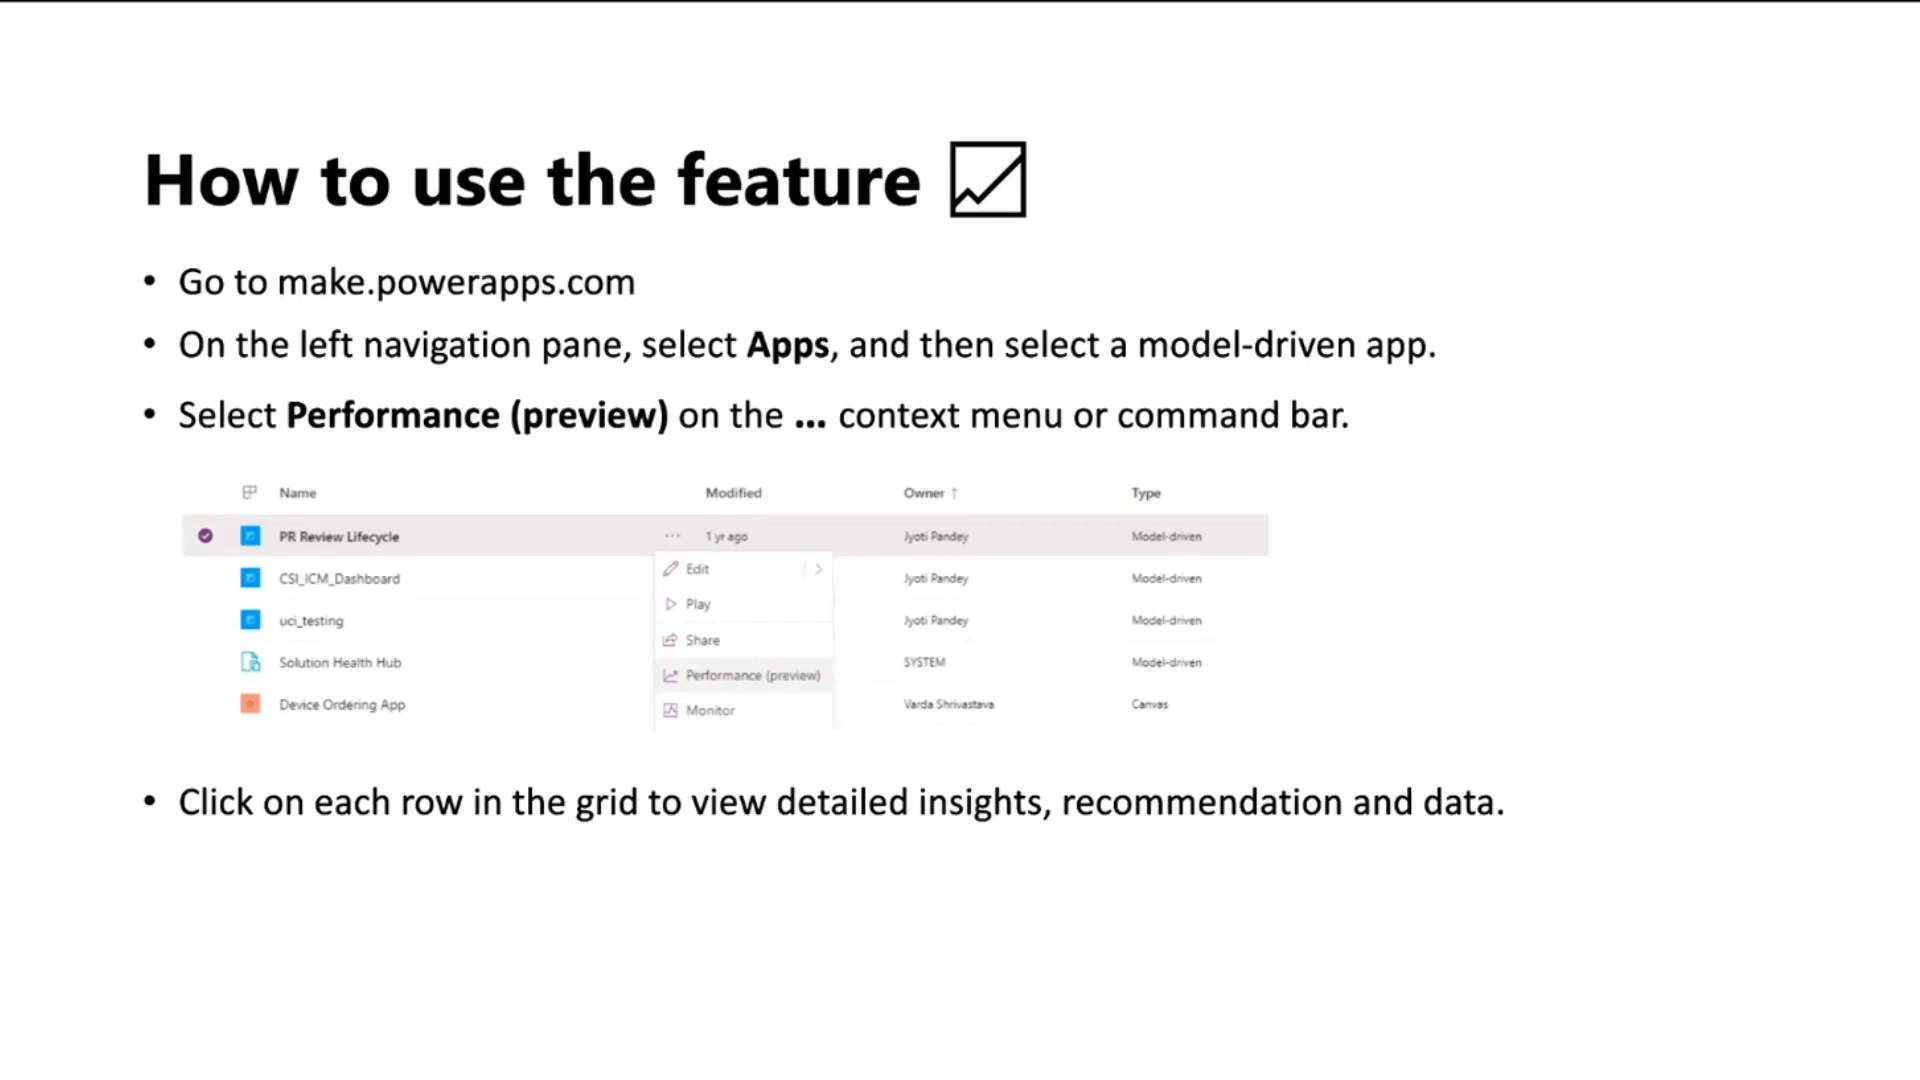 How to use the feature
• Go to make.powerapps.com
• On the left navigation pane, select Apps, and then select a model-driven app.
• Select Performance (preview) on the ... context menu or command bar.
Name Modified Owner ↑ Type
PR Review Lifecycle ... 1 yr ago Jyoti Pandey Model-driven
Edit
CSI_ICM_Dashboard Jyoti Pandey Model-driven
Play
uci_testing Jyoti Pandey Model-driven
Share
Solution Health Hub SYSTEM Model-driven
Performance (preview)
Device Ordering App Varda Shrivastava Canvas
Monitor
• Click on each row in the grid to view detailed insights, recommendation and data.